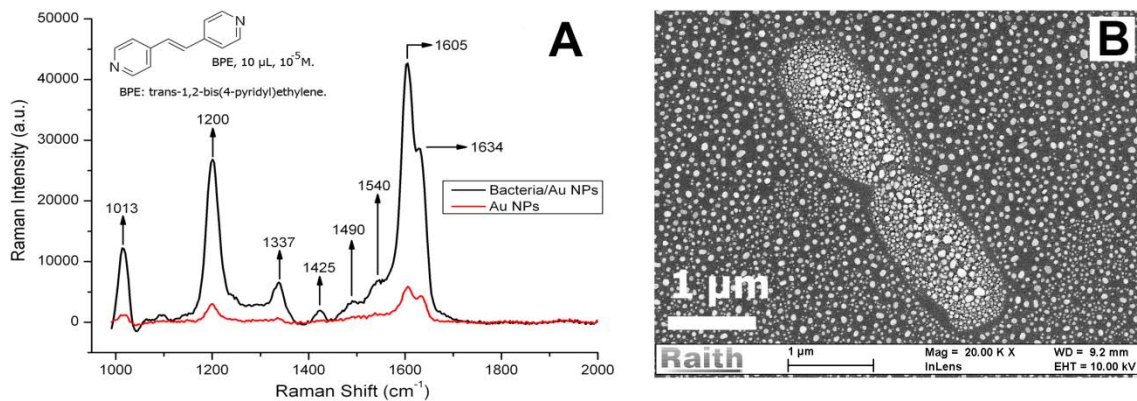 A
N
N
BPE, 10 µL, 10⁻⁵M.
BPE: trans-1,2-bis(4-pyridyl)ethylene.
Raman Intensity (a.u.)
50000
40000
30000
20000
10000
0
1013
1200
1337
1425
1490
1540
1605
1634
Bacteria/Au NPs
Au NPs
1000 1200 1400 1600 1800 2000
Raman Shift (cm⁻¹)
B
1 µm
Raith
1 µm
Mag = 20.00 K X WD = 9.2 mm
InLens EHT = 10.00 kV